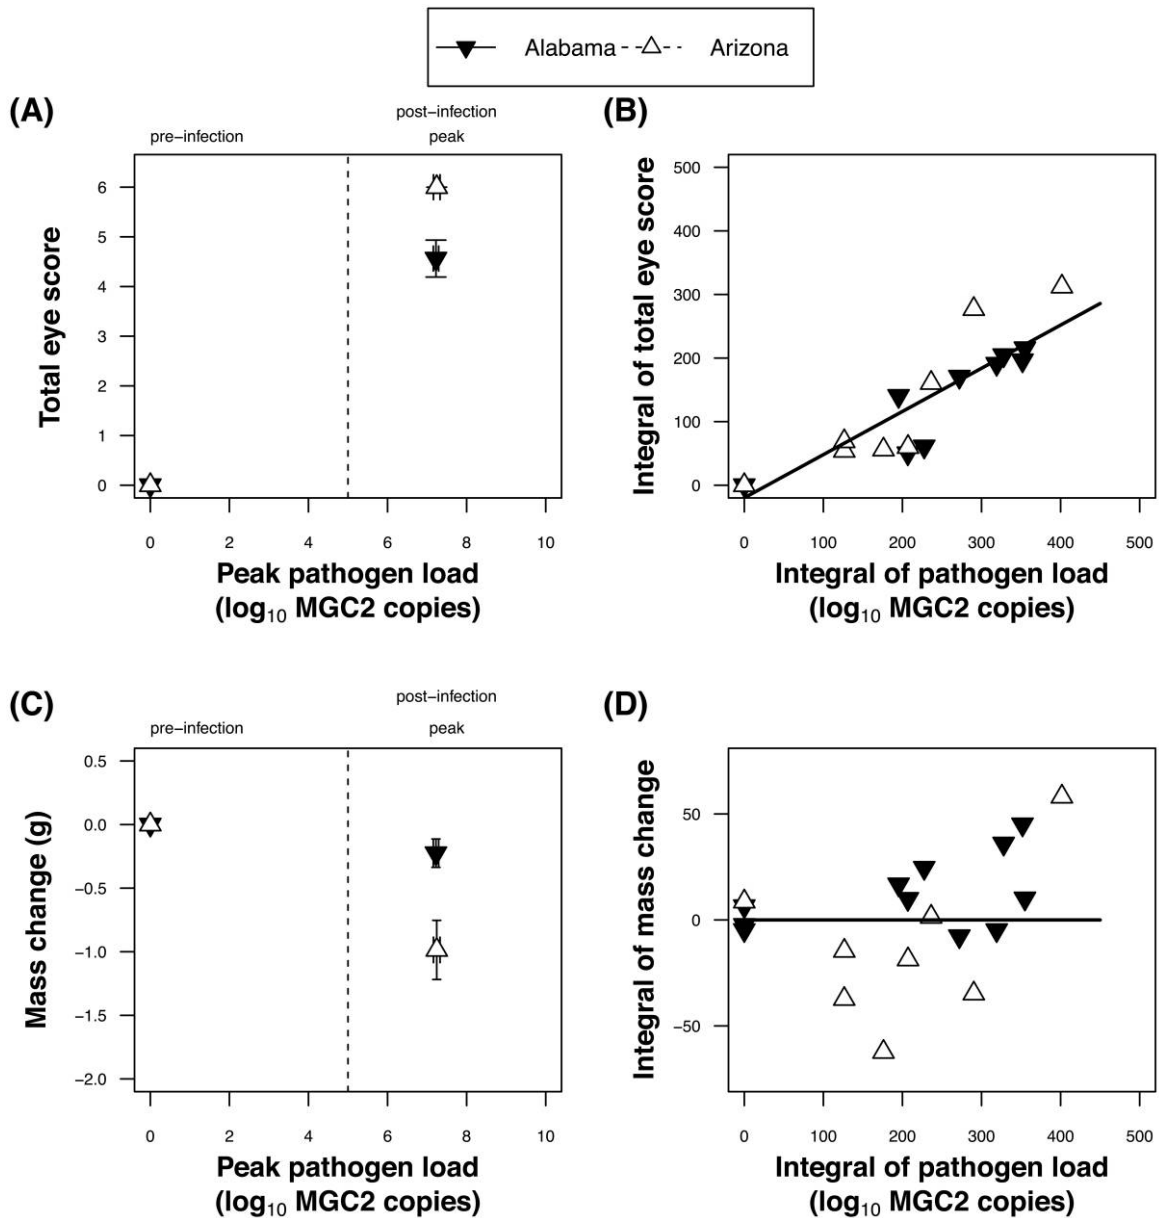 Alabama Arizona
(A)
post−infection
pre−infection peak
Total eye score
6
5
4
3
2
1
0
0 2 4 6 8 10
Peak pathogen load
(log10 MGC2 copies)
(B)
Integral of total eye score
500
400
300
200
100
0
0 100 200 300 400 500
Integral of pathogen load
(log10 MGC2 copies)
(C)
post−infection
pre−infection peak
Mass change (g)
0.5
0.0
−0.5
−1.0
−1.5
−2.0
0 2 4 6 8 10
Peak pathogen load
(log10 MGC2 copies)
(D)
Integral of mass change
50
0
−50
0 100 200 300 400 500
Integral of pathogen load
(log10 MGC2 copies)